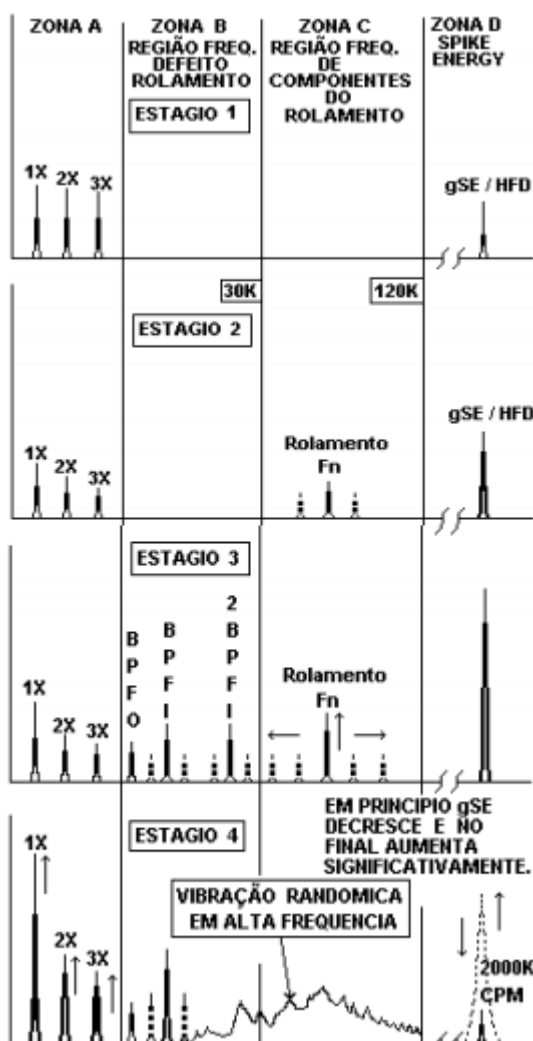 ZONA A
ZONA B
REGIÃO FREQ.
DEFEITO
ROLAMENTO
ZONA C
REGIÃO FREQ.
DE
COMPONENTES
DO
ROLAMENTO
ZONA D
SPIKE
ENERGY
ESTAGIO 1
1X
2X
3X
gSE / HFD
30K
120K
ESTAGIO 2
1X
2X
3X
Rolamento
Fn
gSE / HFD
ESTAGIO 3
1X
2X
3X
BPFO
BPFI
2BPFI
Rolamento
Fn
ESTAGIO 4
1X
2X
3X
VIBRAÇÃO RANDOMICA
EM ALTA FREQUENCIA
EM PRINCIPIO gSE
DECRESCE E NO
FINAL AUMENTA
SIGNIFICATIVAMENTE.
2000K
CPM